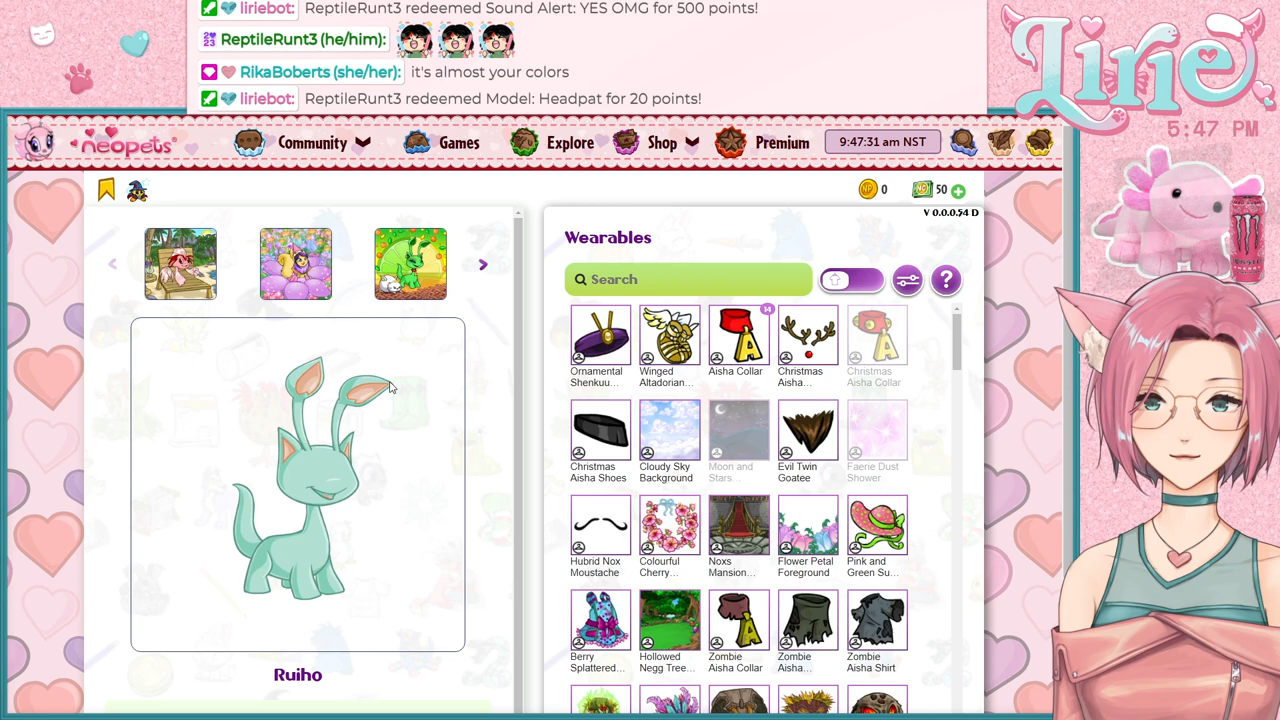 liriebot: ReptileRunt3 redeemed Sound Alert: YES OMG for 500 points!
2023 ReptileRunt3 (he/him):
RikaBoberts (she/her): it's almost your colors
liriebot: ReptileRunt3 redeemed Model: Headpat for 20 points!
Lirie
5:47 PM
neopets
Community
Games
Explore
Shop
Premium
9:47:31 am NST
0
NC 50
V 0.0.0.54 D
Wearables
Search
14
Ornamental Shenkuu...
Winged Altadorian...
Aisha Collar
Christmas Aisha...
Christmas Aisha Collar
Christmas Aisha Shoes
Cloudy Sky Background
Moon and Stars...
Evil Twin Goatee
Faerie Dust Shower
Hubrid Nox Moustache
Colourful Cherry...
Noxs Mansion...
Flower Petal Foreground
Pink and Green Su...
Berry Splattered...
Hollowed Negg Tree...
Zombie Aisha Collar
Zombie Aisha...
Zombie Aisha Shirt
Ruiho